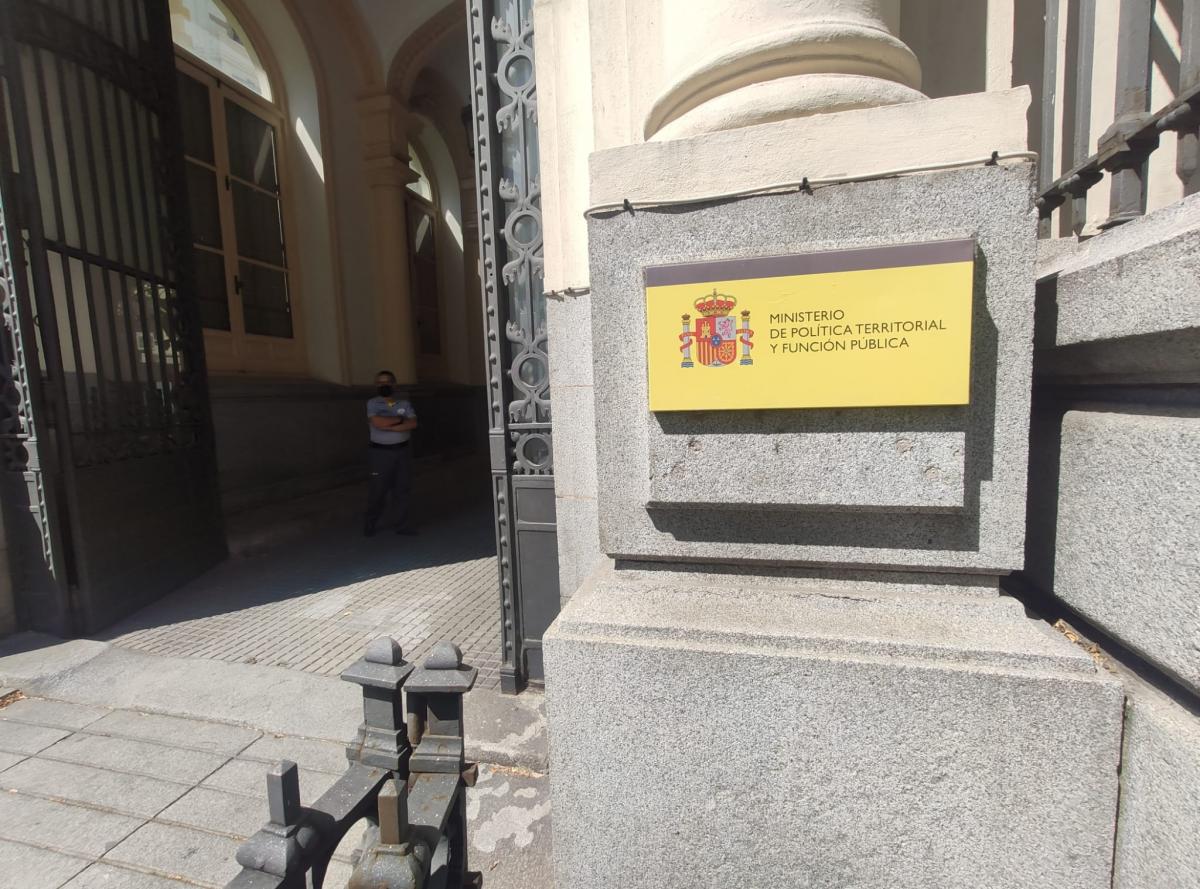 MINISTERIO
DE POLÍTICA TERRITORIAL
Y FUNCIÓN PÚBLICA